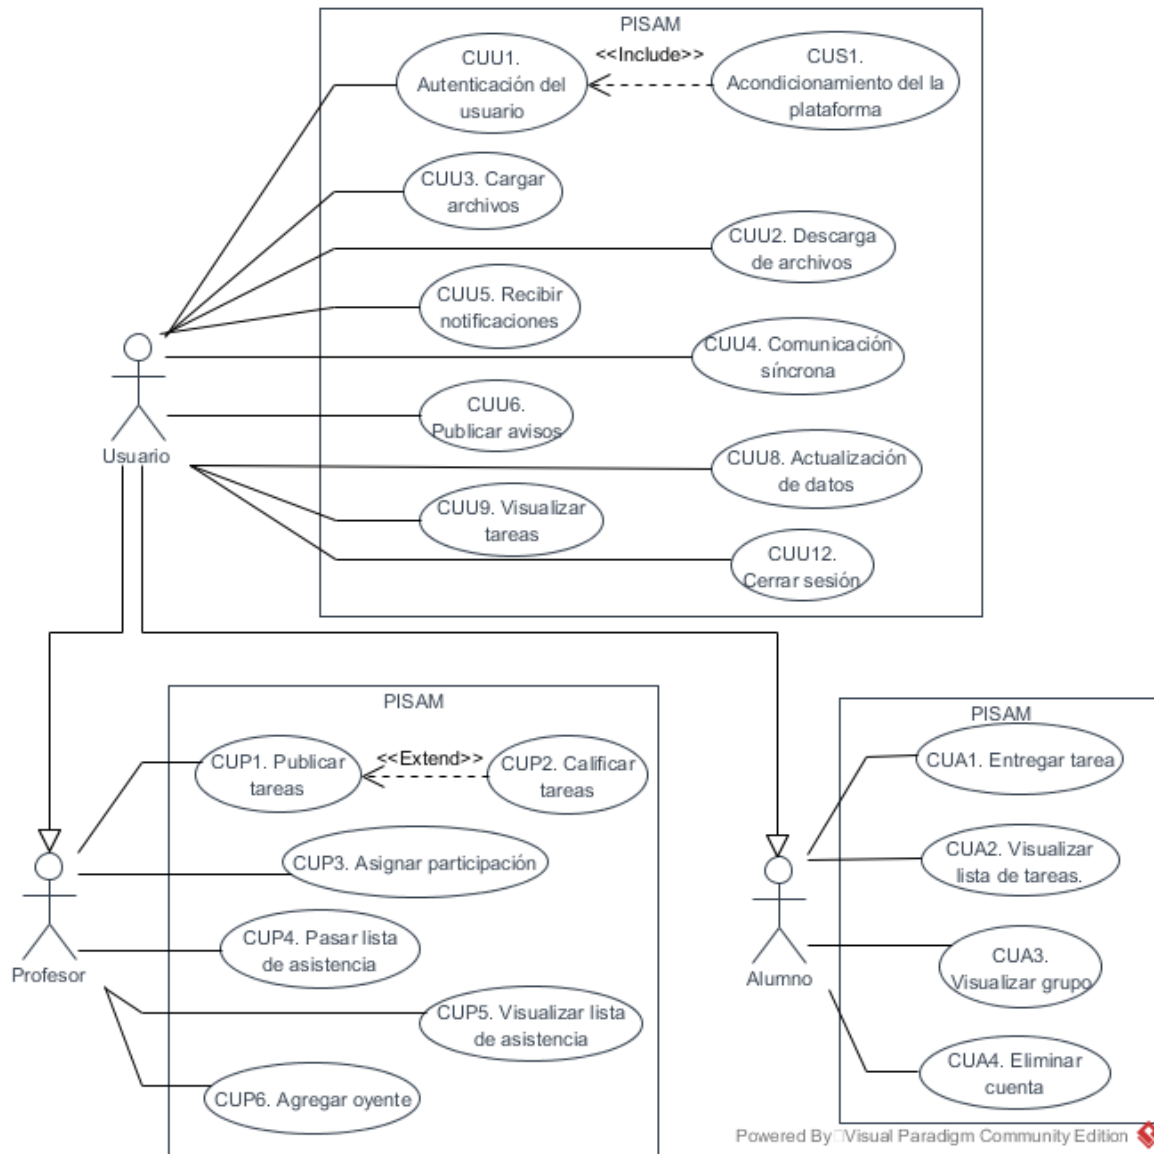 PISAM
CUU1.
Autenticación del
usuario
<<Include>>
CUS1.
Acondicionamiento del la
plataforma
CUU3. Cargar
archivos
CUU2. Descarga
de archivos
CUU5. Recibir
notificaciones
CUU4. Comunicación
síncrona
CUU6.
Publicar avisos
Usuario
CUU8. Actualización
de datos
CUU9. Visualizar
tareas
CUU12.
Cerrar sesión
PISAM
CUP1. Publicar
tareas
<<Extend>>
CUP2. Calificar
tareas
CUP3. Asignar participación
CUP4. Pasar lista
de asistencia
Profesor
CUP5. Visualizar lista
de asistencia
CUP6. Agregar oyente
PISAM
CUA1. Entregar tarea
CUA2. Visualizar
lista de tareas.
CUA3.
Visualizar grupo
Alumno
CUA4. Eliminar
cuenta
Powered By Visual Paradigm Community Edition